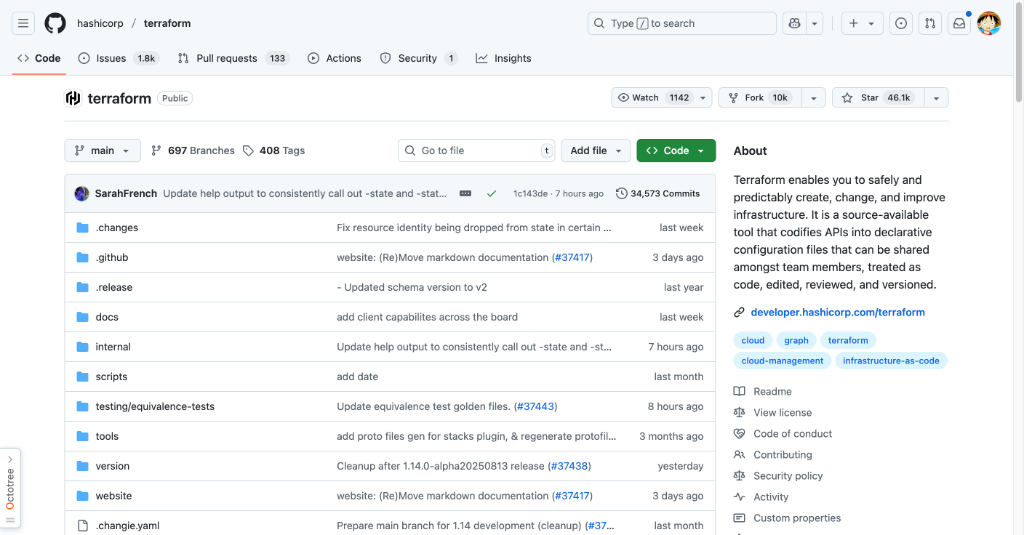 hashicorp / terraform
Type / to search
Code
Issues 1.8k
Pull requests 133
Actions
Security 1
Insights
terraform Public
Watch 1142
Fork 10k
Star 46.1k
main
697 Branches
408 Tags
Go to file t
Add file
Code
SarahFrench Update help output to consistently call out -state and -stat... 1c143de · 7 hours ago 34,573 Commits
.changes Fix resource identity being dropped from state in certain ... last week
.github website: (Re)Move markdown documentation (#37417) 3 days ago
.release - Updated schema version to v2 last year
docs add client capabilites across the board last week
internal Update help output to consistently call out -state and -st... 7 hours ago
scripts add date last month
testing/equivalence-tests Update equivalence test golden files. (#37443) 8 hours ago
tools add proto files gen for stacks plugin, & regenerate protofil... 3 months ago
version Cleanup after 1.14.0-alpha20250813 release (#37438) yesterday
website website: (Re)Move markdown documentation (#37417) 3 days ago
.changie.yaml Prepare main branch for 1.14 development (cleanup) (#37... last month
About
Terraform enables you to safely and
predictably create, change, and improve
infrastructure. It is a source-available
tool that codifies APIs into declarative
configuration files that can be shared
amongst team members, treated as
code, edited, reviewed, and versioned.
developer.hashicorp.com/terraform
cloud graph terraform
cloud-management infrastructure-as-code
Readme
View license
Code of conduct
Contributing
Security policy
Activity
Custom properties
Octotree